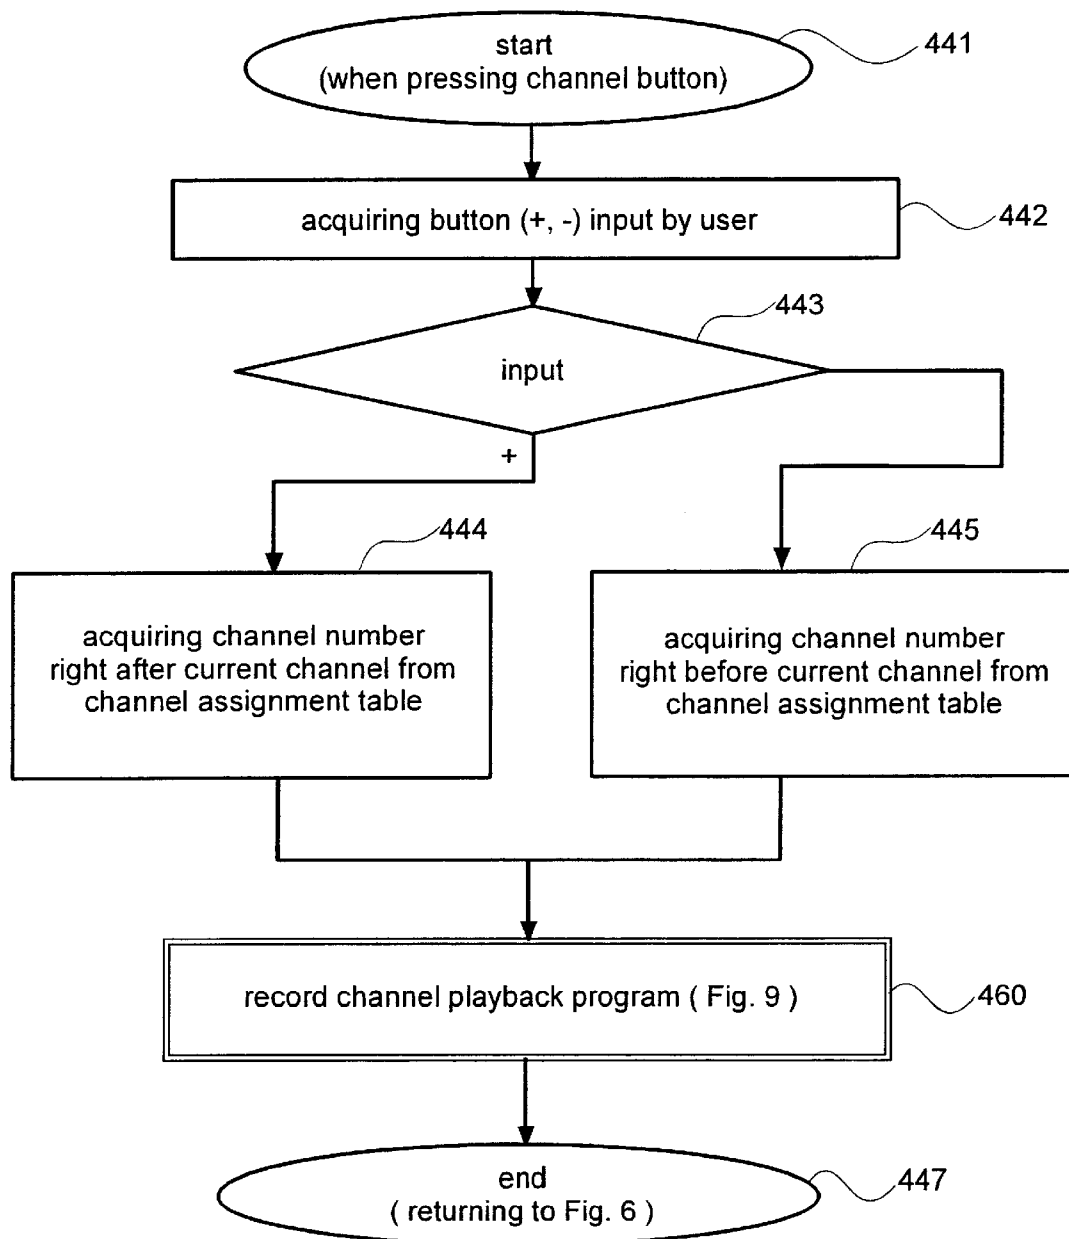 start
(when pressing channel button)
441
acquiring button (+, -) input by user
442
443
input
+
444
445
acquiring channel number
right after current channel from
channel assignment table
acquiring channel number
right before current channel from
channel assignment table
record channel playback program ( Fig. 9 )
460
end
( returning to Fig. 6 )
447